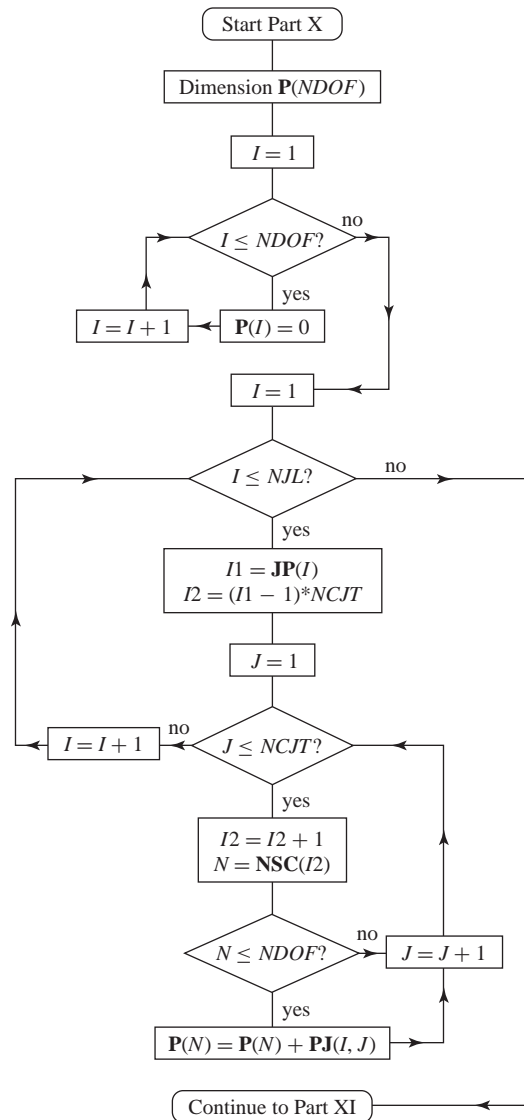 Start Part X
Dimension P(NDOF)
I = 1
I ≤ NDOF?
no
yes
I = I + 1
P(I) = 0
I = 1
I ≤ NJL?
no
yes
I1 = JP(I)
I2 = (I1 − 1)*NCJT
J = 1
I = I + 1
no
J ≤ NCJT?
yes
I2 = I2 + 1
N = NSC(I2)
N ≤ NDOF?
no
J = J + 1
yes
P(N) = P(N) + PJ(I, J)
Continue to Part XI